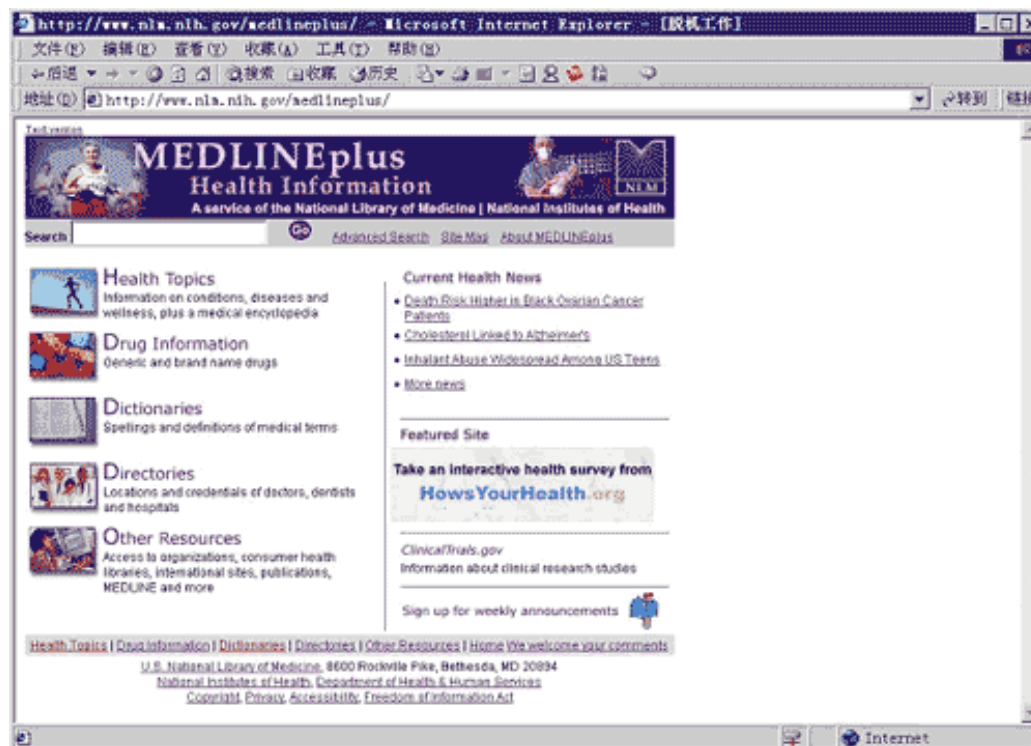 http://www.nlm.nih.gov/medlineplus/ - Microsoft Internet Explorer - [脱机工作]
文件(F) 编辑(E) 查看(V) 收藏(A) 工具(T) 帮助(H)
后退 搜索 收藏 历史
地址(D) http://www.nlm.nih.gov/medlineplus/ 转到 链接
Text version
MEDLINEplus
Health Information
NLM
A service of the National Library of Medicine | National Institutes of Health
Search Go Advanced Search Site Map About MEDLINEplus
Health Topics
Information on conditions, diseases and
wellness, plus a medical encyclopedia
Drug Information
Generic and brand name drugs
Dictionaries
Spellings and definitions of medical terms
Directories
Locations and credentials of doctors, dentists
and hospitals
Other Resources
Access to organizations, consumer health
libraries, international sites, publications,
MEDLINE and more
Current Health News
Death Risk Higher in Black Ovarian Cancer
Patients
Cholesterol Linked to Alzheimer's
Inhalant Abuse Widespread Among US Teens
More news
Featured Site
Take an interactive health survey from
HowsYourHealth.org
ClinicalTrials.gov
Information about clinical research studies
Sign up for weekly announcements
Health Topics | Drug Information | Dictionaries | Directories | Other Resources | Home We welcome your comments
U.S. National Library of Medicine, 8600 Rockville Pike, Bethesda, MD 20894
National Institutes of Health, Department of Health & Human Services
Copyright, Privacy, Accessibility, Freedom of Information Act
Internet